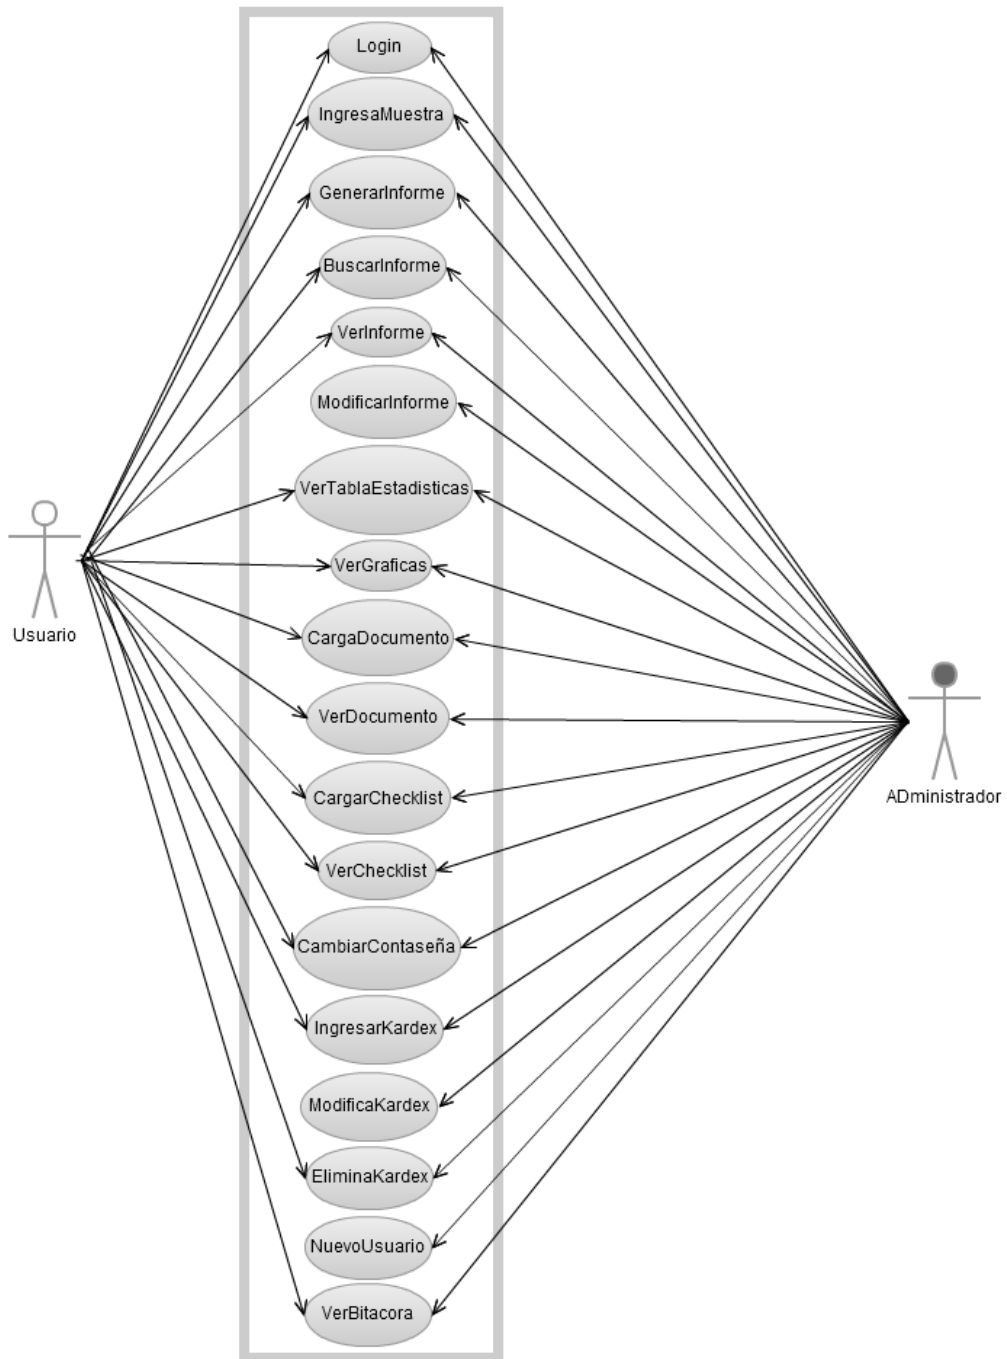 Login
IngresaMuestra
GenerarInforme
BuscarInforme
VerInforme
ModificarInforme
VerTablaEstadisticas
VerGraficas
Usuario
CargaDocumento
VerDocumento
CargarChecklist
ADministrador
VerChecklist
CambiarContaseña
IngresarKardex
ModificaKardex
EliminaKardex
NuevoUsuario
VerBitacora